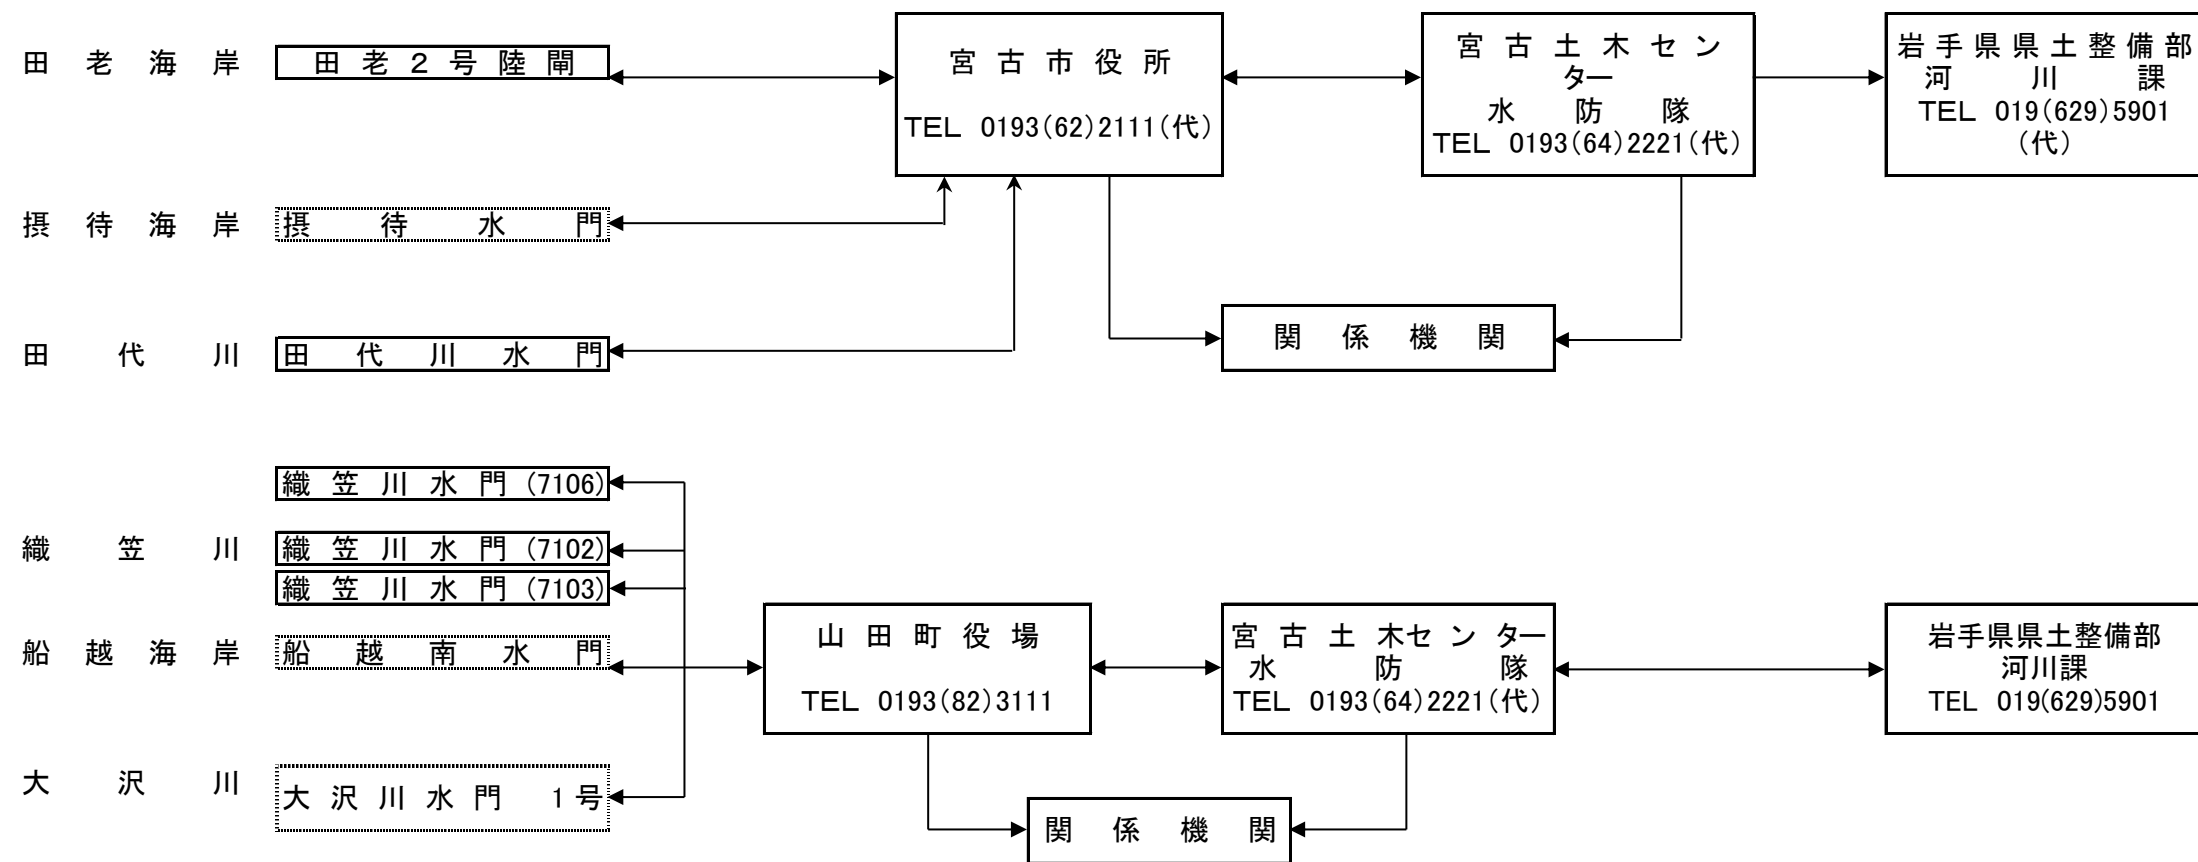 田老海岸
田老2号陸閘
宮古市役所
TEL 0193(62)2111(代)
宮古土木セン
ター
水防隊
TEL 0193(64)2221(代)
岩手県県土整備部
河川課
TEL 019(629)5901
(代)
摂待海岸
摂待水門
関係機関
田代川
田代川水門
織笠川水門(7106)
織笠川
織笠川水門(7102)
織笠川水門(7103)
船越海岸
船越南水門
山田町役場
TEL 0193(82)3111
宮古土木センター
水防隊
TEL 0193(64)2221(代)
岩手県県土整備部
河川課
TEL 019(629)5901
大沢川
大沢川水門 1号
関係機関